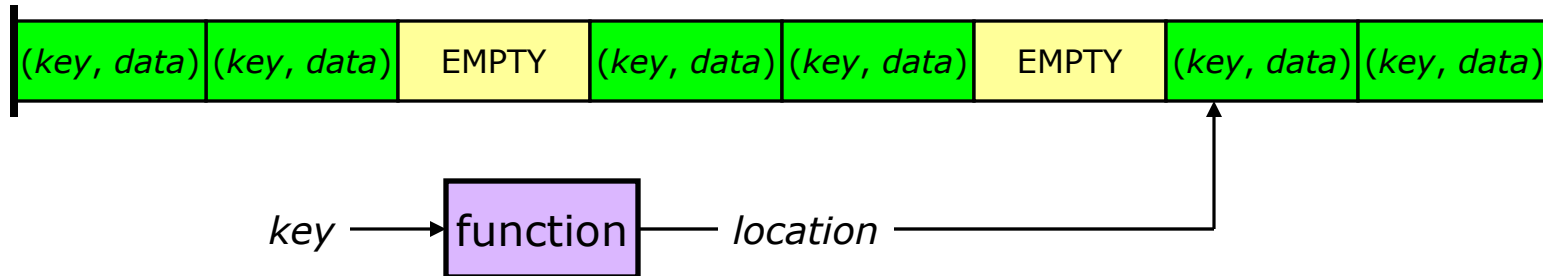 (key, data) (key, data) EMPTY (key, data) (key, data) EMPTY (key, data) (key, data)
key function location